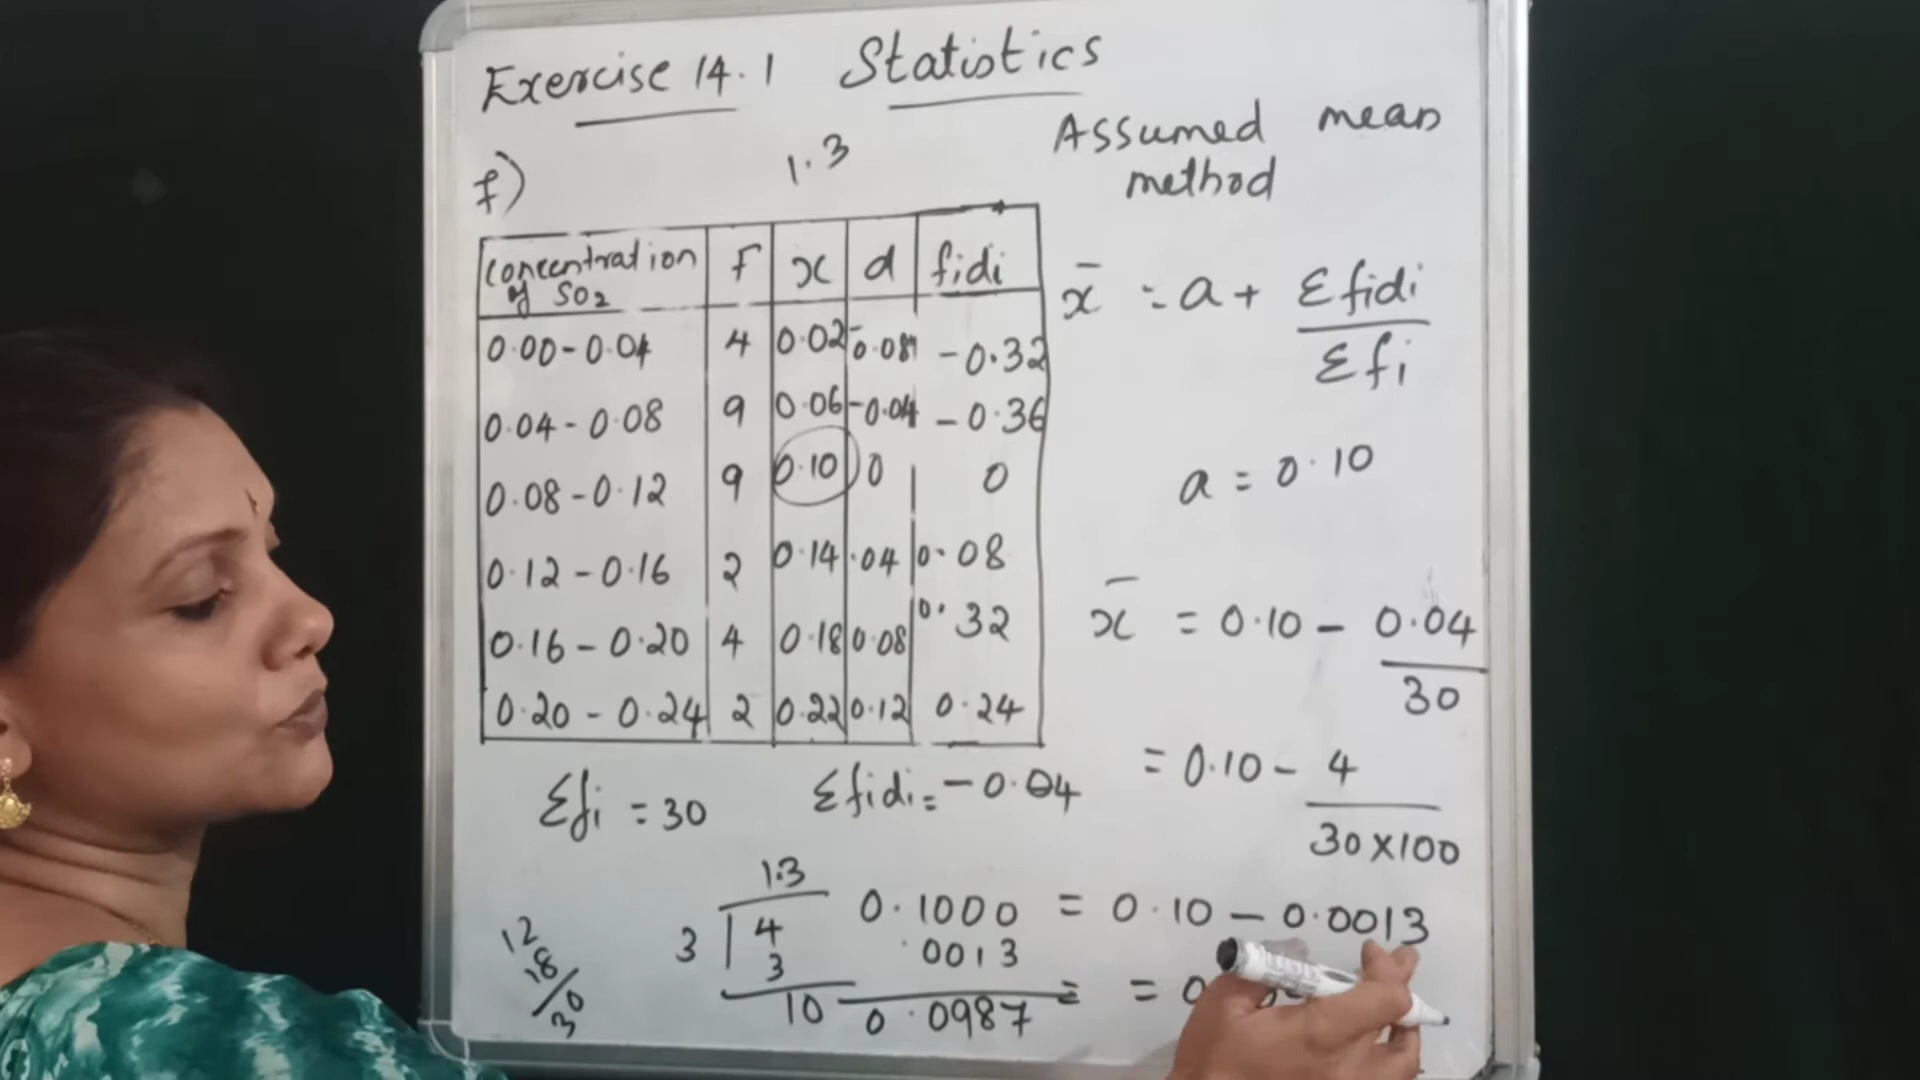 Exercise 14.1 Statistics
Assumed mean
method
1.3
f)
Concentration of SO2 F x d fidi
0.00-0.04 4 0.02 -0.08 -0.32
0.04-0.08 9 0.06 -0.04 -0.36
0.08-0.12 9 0.10 0 0
0.12-0.16 2 0.14 .04 0.08
0.16-0.20 4 0.18 0.08 0.32
0.20-0.24 2 0.22 0.12 0.24
Σfi = 30 Σfidi = -0.04
x̄ = a + Σfidi
Σfi
a = 0.10
x̄ = 0.10 - 0.04
30
= 0.10 - 4
30×100
= 0.10 - 0.0013
1.3
3 4
3
10
0.1000
.0013
0.0987 =
12
18
30